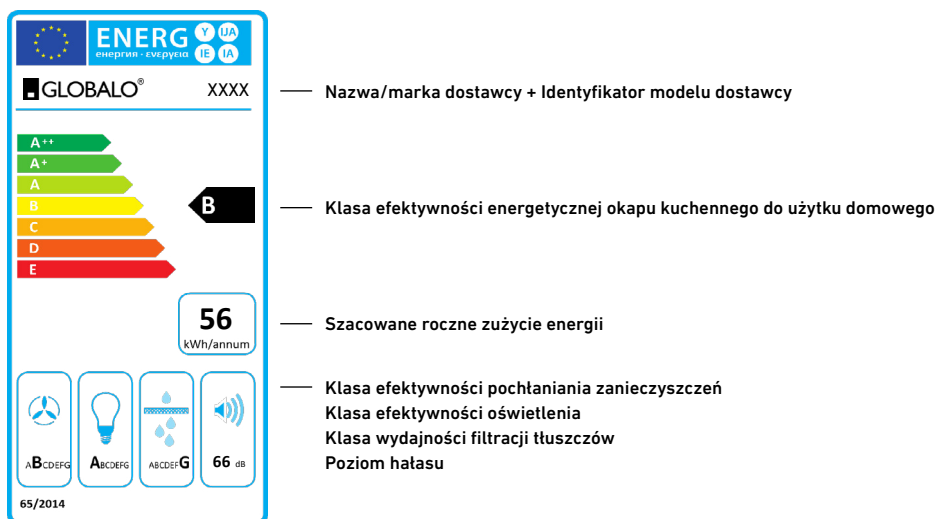 ENERG Y IJA
енергия · ενεργεια IE IA
GLOBALO® XXXX
Nazwa/marka dostawcy + Identyfikator modelu dostawcy
A++
A+
A
B
B
Klasa efektywności energetycznej okapu kuchennego do użytku domowego
C
D
E
56
kWh/annum
Szacowane roczne zużycie energii
Klasa efektywności pochłaniania zanieczyszczeń
Klasa efektywności oświetlenia
Klasa wydajności filtracji tłuszczów
Poziom hałasu
ABCDEFG
ABCDEFG
ABCDEFG
66 dB
65/2014